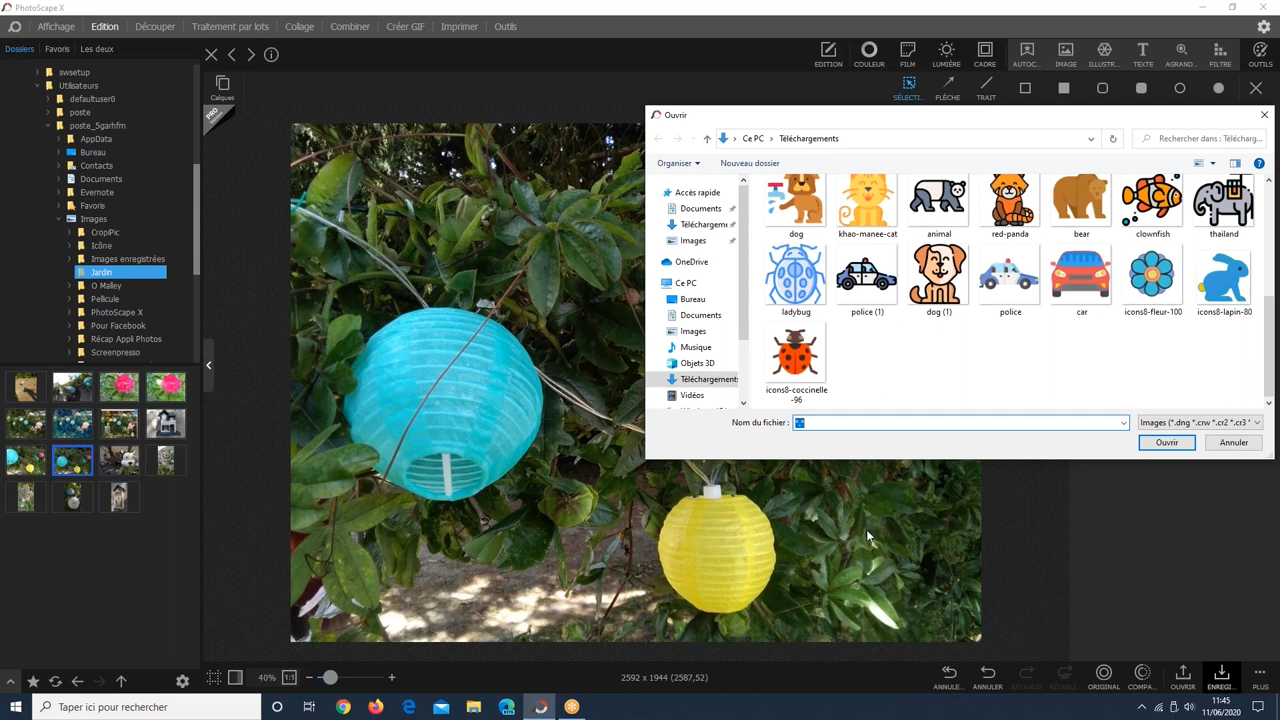 PhotoScape X
Affichage Edition Découper Traitement par lots Collage Combiner Créer GIF Imprimer Outils
Dossiers Favoris Les deux
swsetup
Utilisateurs
defaultuser0
poste
poste_5garhfm
AppData
Bureau
Contacts
Documents
Evernote
Favoris
Images
CropiPic
Icône
Images enregistrées
Jardin
O Malley
Pellicule
PhotoScape X
Pour Facebook
Récap Appli Photos
Screenpresso
EDITION COULEUR FILM LUMIÈRE CADRE AUTOC... IMAGE ILLUSTR... TEXTE AGRAND... FILTRE OUTILS
Calques SÉLECTI... FLÈCHE TRAIT
PRO
Ouvrir
Ce PC Téléchargements Rechercher dans : Télécharg...
Organiser Nouveau dossier
Accès rapide
Documents
Téléchargeme
Images
OneDrive
Ce PC
Bureau
Documents
Images
Musique
Objets 3D
Téléchargements
Vidéos
dog khao-manee-cat animal red-panda bear clownfish thailand
ladybug police (1) dog (1) police car icons8-fleur-100 icons8-lapin-80
icons8-coccinelle
-96
Nom du fichier : Images (*.dng *.crw *.cr2 *.cr3 *
Ouvrir Annuler
40% 1:1 2592 x 1944 (2587,52)
ANNULE... ANNULER RÉTABLIR RÉTABL... ORIGINAL COMPA... OUVRIR ENREGI... PLUS
Taper ici pour rechercher
11:45
11/06/2020